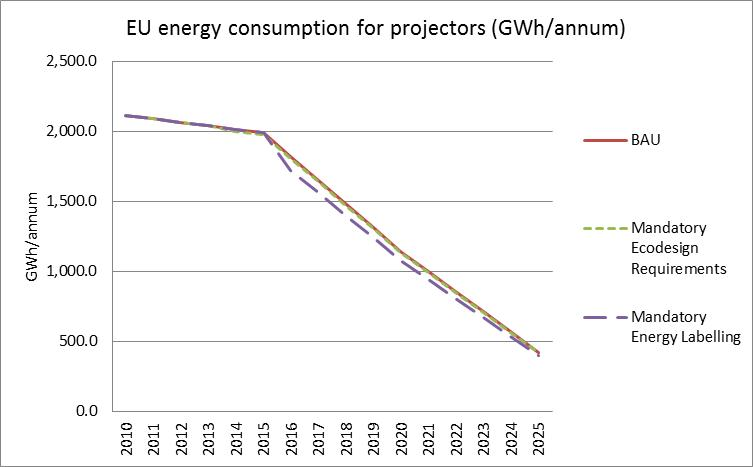 EU energy consumption for projectors (GWh/annum)
2,500.0
2,000.0
1,500.0
1,000.0
500.0
0.0
GWh/annum
2010 2011 2012 2013 2014 2015 2016 2017 2018 2019 2020 2021 2022 2023 2024 2025
BAU
Mandatory
Ecodesign
Requirements
Mandatory
Energy Labelling